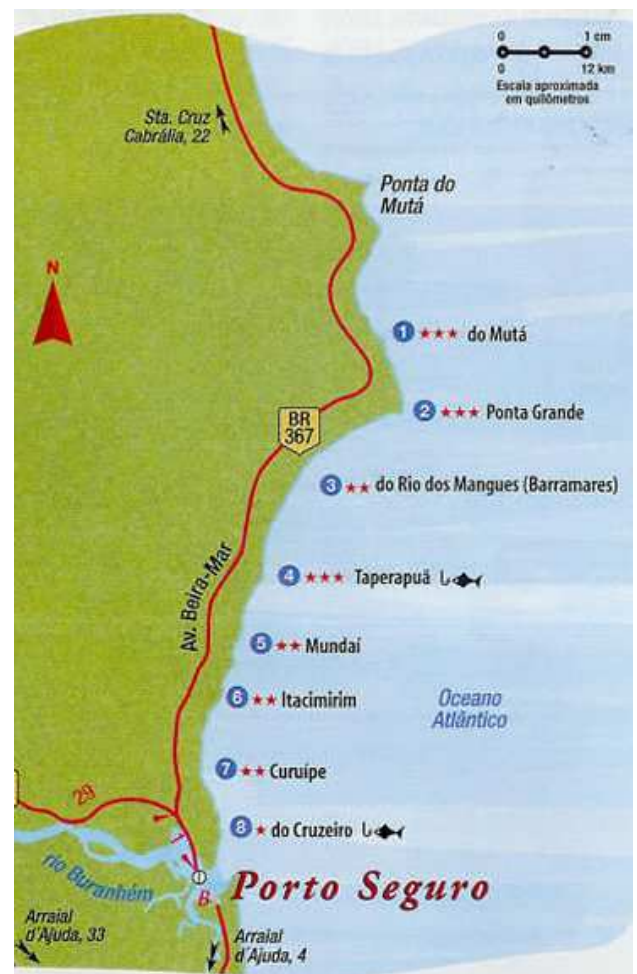 0 1 cm
0 12 km
Escala aproximada
em quilômetros
Sta. Cruz
Cabrália, 22
Ponta do
Mutá
N
1 ★★★ do Mutá
2 ★★★ Ponta Grande
BR
367
3 ★★ do Rio dos Mangues (Barramares)
Av. Beira-Mar
4 ★★★ Taperapuã
5 ★★ Mundaí
6 ★★ Itacimirim
Oceano
Atlântico
7 ★★ Curuípe
29
8 ★ do Cruzeiro
1
rio Buranhém
B
Porto Seguro
Arraial
d'Ajuda, 33
Arraial
d'Ajuda, 4